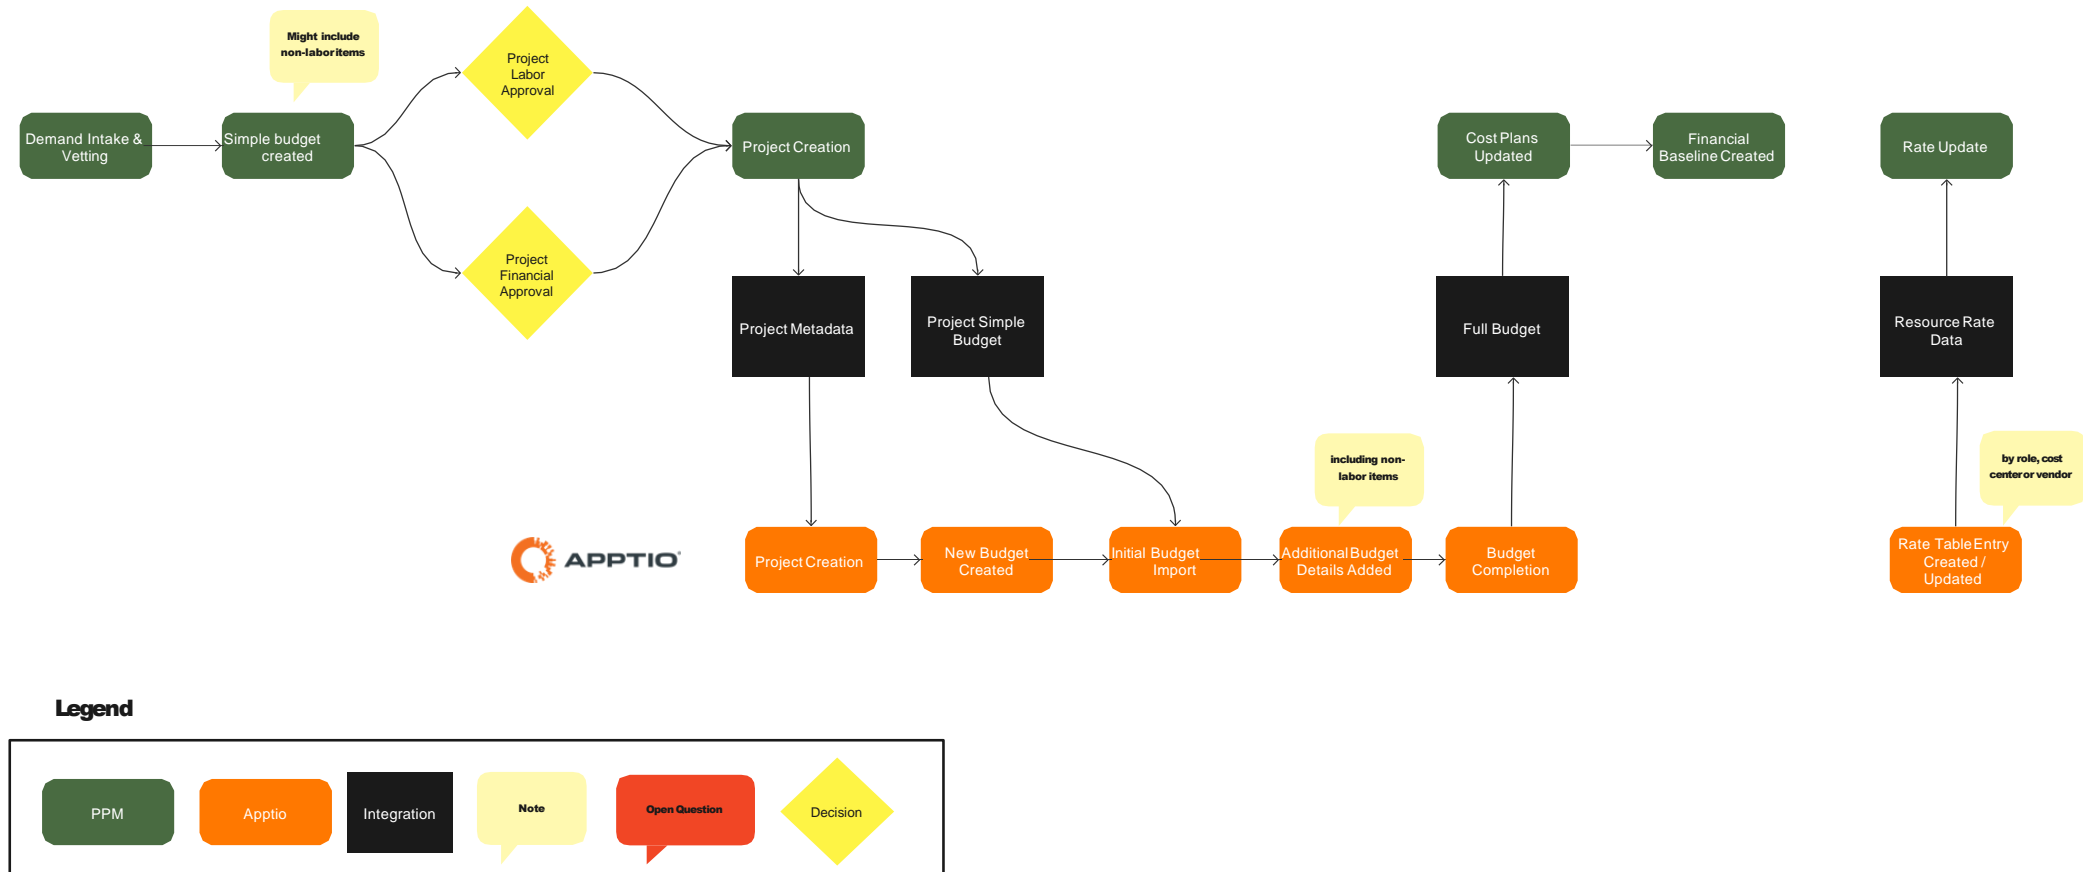 Might include
non-labor items
Project
Labor
Approval
Demand Intake &
Vetting
Simple budget
created
Project Creation
Cost Plans
Updated
Financial
Baseline Created
Rate Update
Project
Financial
Approval
Project Metadata
Project Simple
Budget
Full Budget
Resource Rate
Data
including non-
labor items
by role, cost
center or vendor
APPTIO
Project Creation
New Budget
Created
Initial Budget
Import
Additional Budget
Details Added
Budget
Completion
Rate Table Entry
Created /
Updated
Legend
PPM
Apptio
Integration
Note
Open Question
Decision